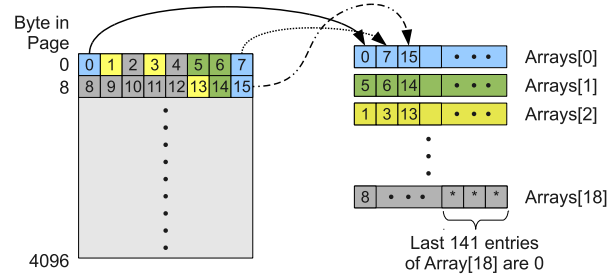 Byte in
Page
0 0 1 2 3 4 5 6 7
8 8 9 10 11 12 13 14 15
4096
0 7 15 • • • Arrays[0]
5 6 14 • • • Arrays[1]
1 3 13 • • • Arrays[2]
8 • • • * * * Arrays[18]
Last 141 entries
of Array[18] are 0